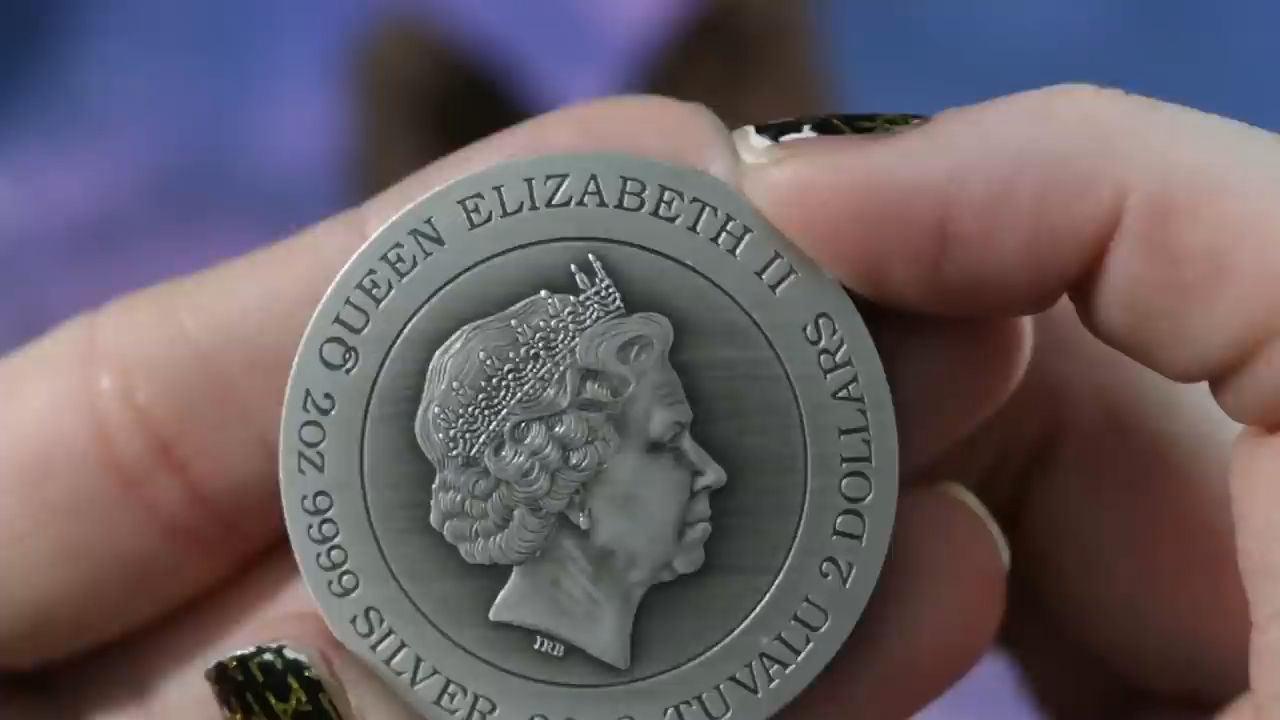 QUEEN ELIZABETH II
2OZ 9999 SILVER
TUVALU 2 DOLLARS
IRB